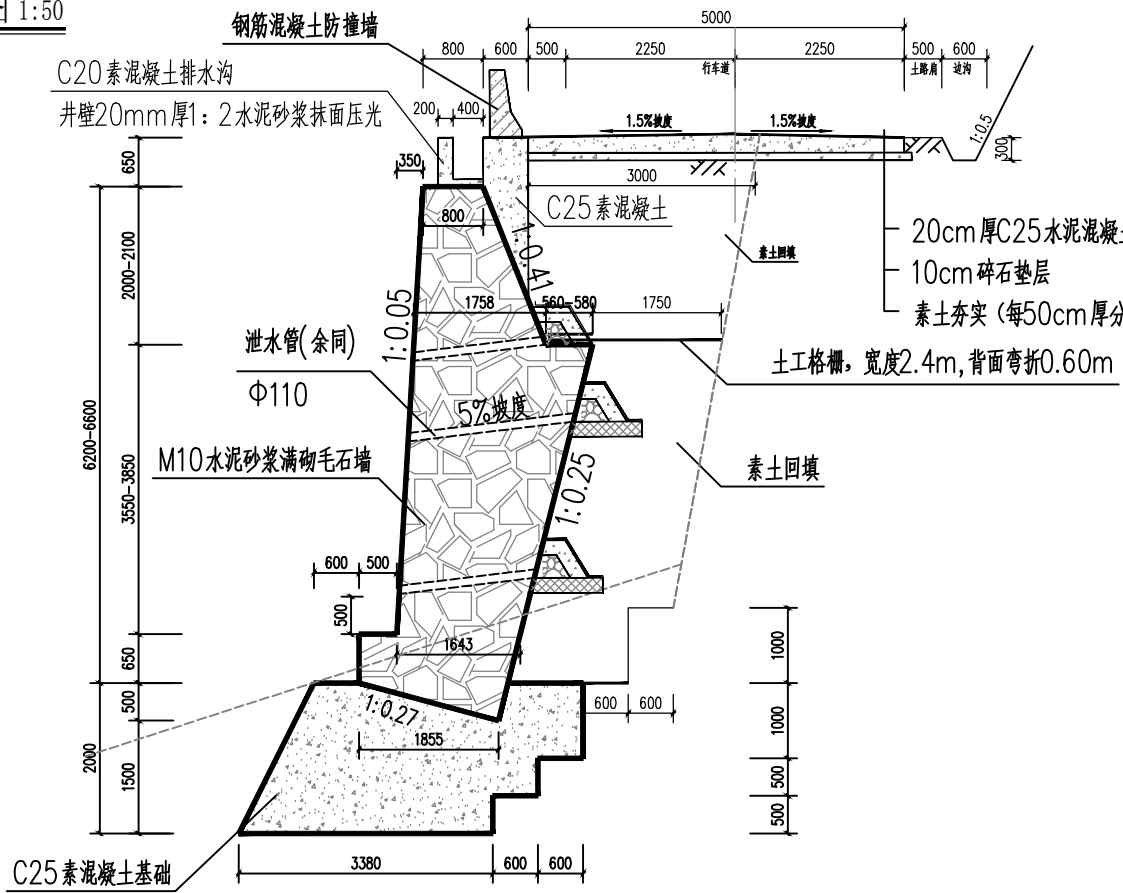 1:50
钢筋混凝土防撞墙
5000
800
600
500
2250
2250
500
600
行车道
土路肩
边沟
C20素混凝土排水沟
井壁20mm厚1：2水泥砂浆抹面压光
200
400
1.5%坡度
1.5%坡度
1:0.5
300
650
350
3000
800
C25素混凝土
1:0.41
素土回填
20cm厚C25水泥混凝土
10cm碎石垫层
素土夯实（每50cm厚分
2000-2100
1:0.05
1758
560-580
1750
泄水管(余同)
Φ110
土工格栅，宽度2.4m,背面弯折0.60m
5%坡度
6200-6600
M10水泥砂浆满砌毛石墙
素土回填
3550-3850
1:0.25
600
500
500
650
1643
1000
500
1:0.27
600
600
1855
1000
2000
1500
500
500
C25素混凝土基础
3380
600
600